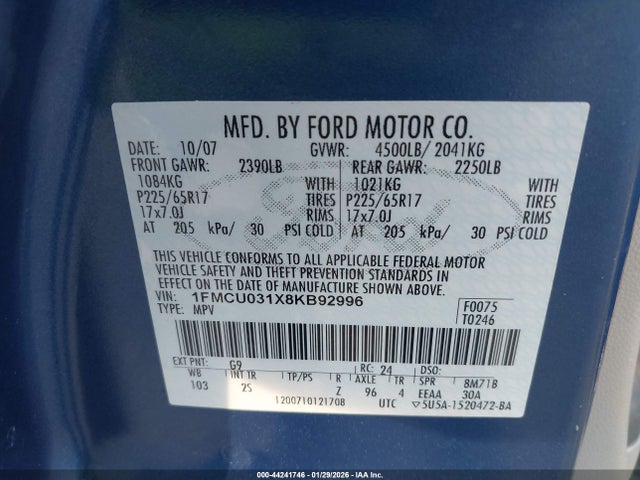 MFD. BY FORD MOTOR CO.
DATE: 10/07 GVWR: 4500LB/ 2041KG
FRONT GAWR: 2390LB REAR GAWR: 2250LB
1084KG WITH 1021KG WITH
P225/65R17 TIRES P225/65R17 TIRES
17x7.0J RIMS 17x7.0J RIMS
AT 205 kPa/ 30 PSI COLD AT 205 kPa/ 30 PSI COLD
THIS VEHICLE CONFORMS TO ALL APPLICABLE FEDERAL MOTOR
VEHICLE SAFETY AND THEFT PREVENTION STANDARDS IN
EFFECT ON THE DATE OF MANUFACTURE SHOWN ABOVE.
VIN: 1FMCU031X8KB92996 F0075
TYPE: MPV T0246
EXT PNT: G9 RC: 24 DSO:
WB INT TR TP/PS R AXLE TR SPR 8M71B
103 2S Z 96 4 EEAA 30A
1200710121708 UTC 5U5A-1520472-BA
Ford
000-44241746 - 01/29/2026 - IAA Inc.